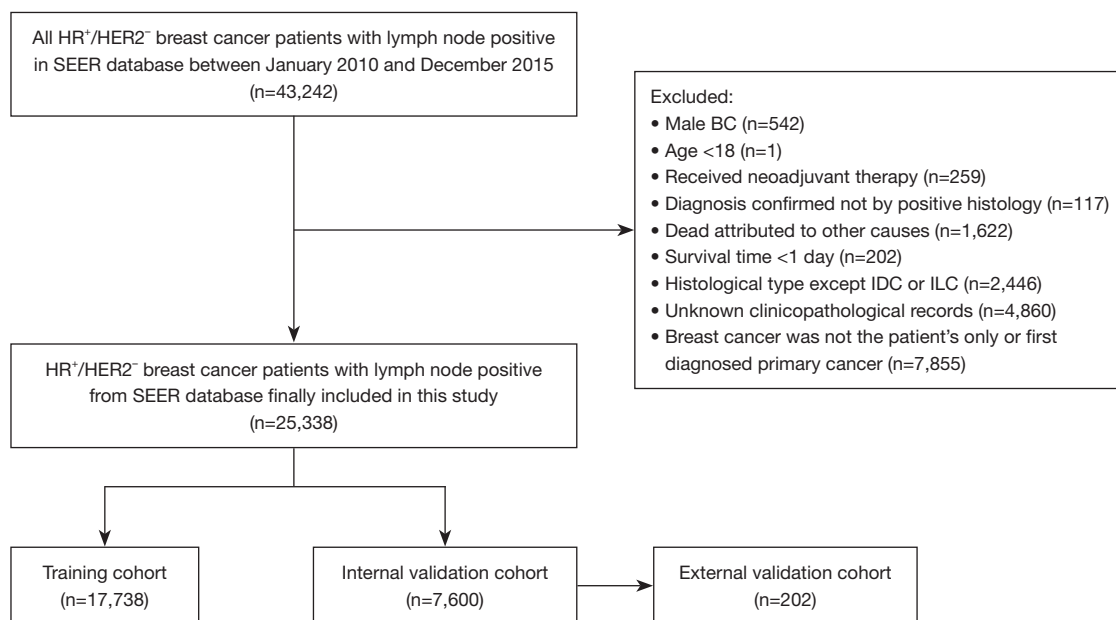 All HR⁺/HER2⁻ breast cancer patients with lymph node positive
in SEER database between January 2010 and December 2015
(n=43,242)
Excluded:
• Male BC (n=542)
• Age <18 (n=1)
• Received neoadjuvant therapy (n=259)
• Diagnosis confirmed not by positive histology (n=117)
• Dead attributed to other causes (n=1,622)
• Survival time <1 day (n=202)
• Histological type except IDC or ILC (n=2,446)
• Unknown clinicopathological records (n=4,860)
• Breast cancer was not the patient's only or first
diagnosed primary cancer (n=7,855)
HR⁺/HER2⁻ breast cancer patients with lymph node positive
from SEER database finally included in this study
(n=25,338)
Training cohort
(n=17,738)
Internal validation cohort
(n=7,600)
External validation cohort
(n=202)